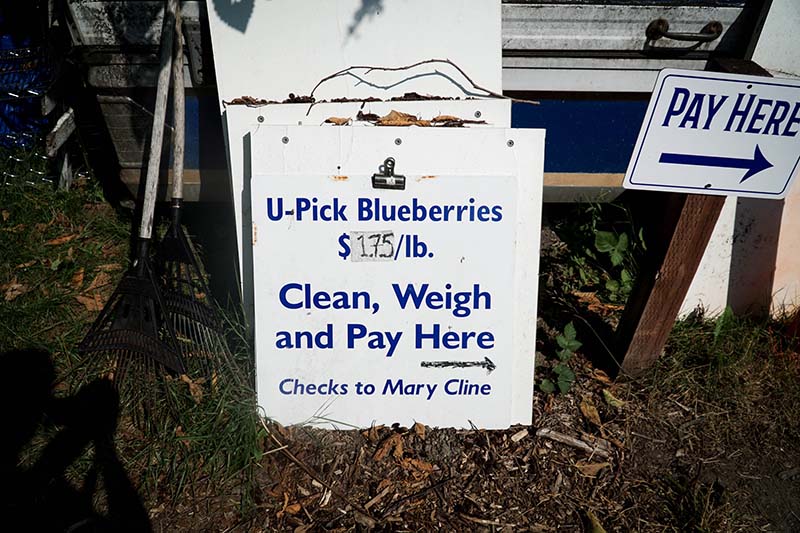 U-Pick Blueberries
$1.75/lb.
Clean, Weigh
and Pay Here
Checks to Mary Cline
PAY HERE